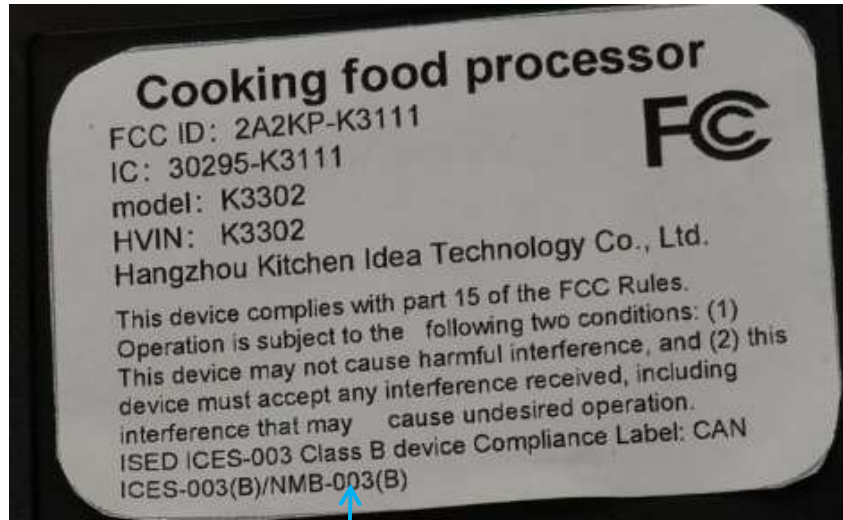 Cooking food processor
FCC ID: 2A2KP-K3111
FC
IC: 30295-K3111
model: K3302
HVIN: K3302
Hangzhou Kitchen Idea Technology Co., Ltd.
This device complies with part 15 of the FCC Rules.
Operation is subject to the following two conditions: (1)
This device may not cause harmful interference, and (2) this
device must accept any interference received, including
interference that may cause undesired operation.
ISED ICES-003 Class B device Compliance Label: CAN
ICES-003(B)/NMB-003(B)